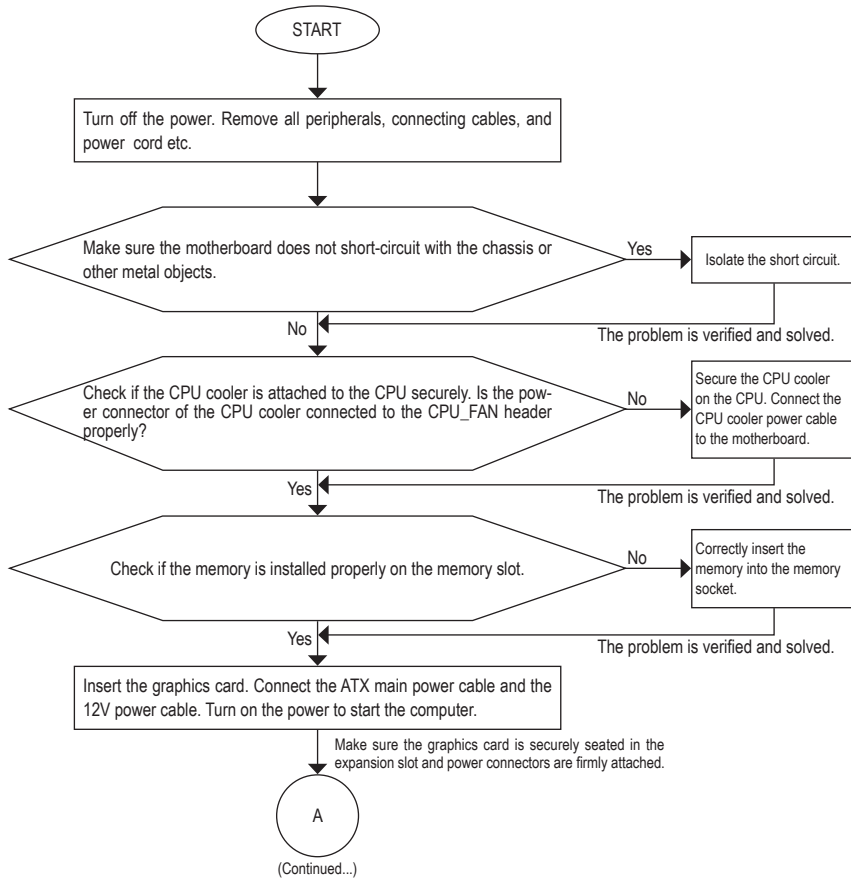 START
Turn off the power. Remove all peripherals, connecting cables, and
power cord etc.
Make sure the motherboard does not short-circuit with the chassis or
other metal objects.
Yes
Isolate the short circuit.
No
The problem is verified and solved.
Check if the CPU cooler is attached to the CPU securely. Is the pow-
er connector of the CPU cooler connected to the CPU_FAN header
properly?
No
Secure the CPU cooler
on the CPU. Connect the
CPU cooler power cable
to the motherboard.
Yes
The problem is verified and solved.
Check if the memory is installed properly on the memory slot.
No
Correctly insert the
memory into the memory
socket.
Yes
The problem is verified and solved.
Insert the graphics card. Connect the ATX main power cable and the
12V power cable. Turn on the power to start the computer.
Make sure the graphics card is securely seated in the
expansion slot and power connectors are firmly attached.
A
(Continued...)